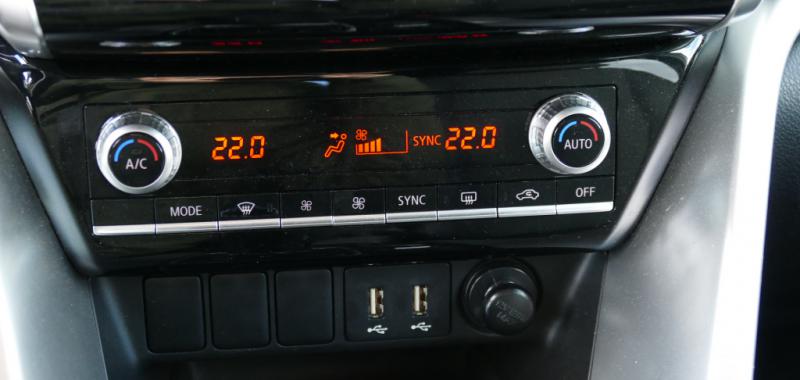 22.0 SYNC 22.0
A/C AUTO
MODE SYNC OFF